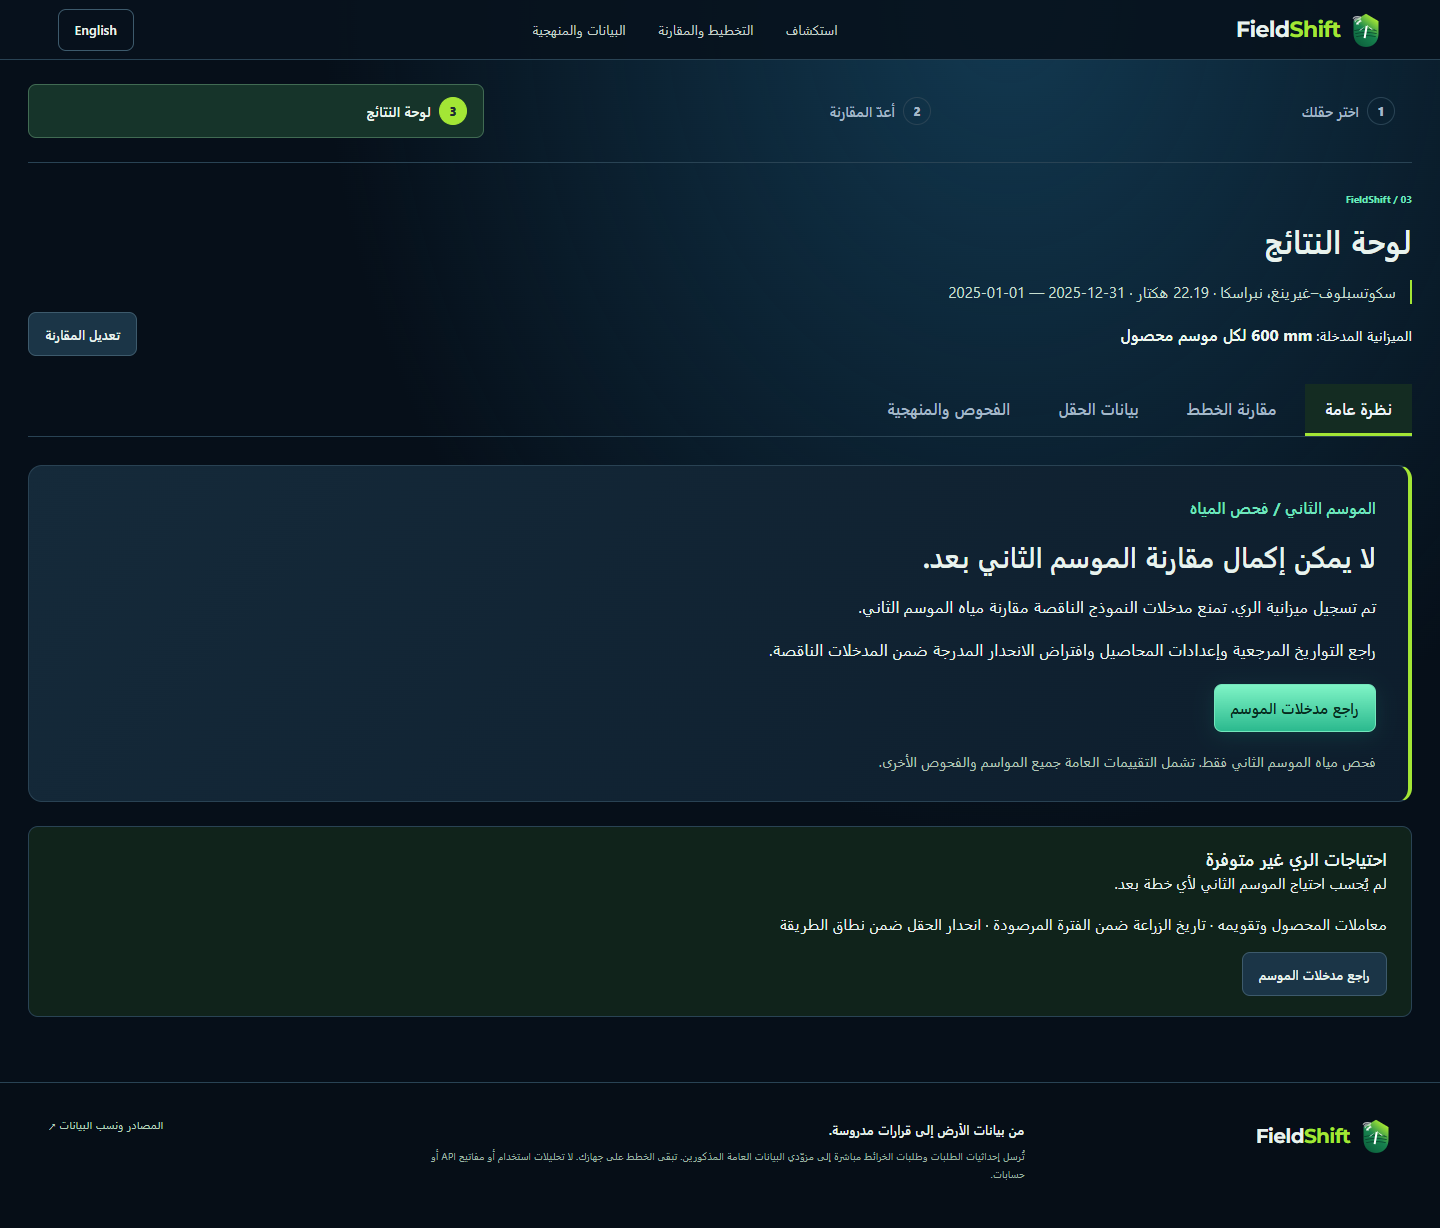 FieldShift
استكشاف
التخطيط والمقارنة
البيانات والمنهجية
English
1 اختر حقلك
2 أعدّ المقارنة
3 لوحة النتائج
FieldShift / 03
لوحة النتائج
سكوتسبلوف–غيرينغ، نبراسكا · 22.19 هكتار · 2025-12-31 — 2025-01-01
الميزانية المدخلة: 600 mm لكل موسم محصول
تعديل المقارنة
نظرة عامة
مقارنة الخطط
بيانات الحقل
الفحوص والمنهجية
الموسم الثاني / فحص المياه
لا يمكن إكمال مقارنة الموسم الثاني بعد.
تم تسجيل ميزانية الري. تمنع مدخلات النموذج الناقصة مقارنة مياه الموسم الثاني.
راجع التواريخ المرجعية وإعدادات المحاصيل وافتراض الانحدار المدرجة ضمن المدخلات الناقصة.
راجع مدخلات الموسم
فحص مياه الموسم الثاني فقط. تشمل التقييمات العامة جميع المواسم والفحوص الأخرى.
احتياجات الري غير متوفرة
لم يُحسب احتياج الموسم الثاني لأي خطة بعد.
معاملات المحصول وتقويمه · تاريخ الزراعة ضمن الفترة المرصودة · انحدار الحقل ضمن نطاق الطريقة
راجع مدخلات الموسم
FieldShift
من بيانات الأرض إلى قرارات مدروسة.
تُرسل إحداثيات الطلبات وطلبات الخرائط مباشرة إلى مزوّدي البيانات العامة المذكورين. تبقى الخطط على جهازك. لا تحليلات استخدام أو مفاتيح API أو
حسابات.
المصادر ونسب البيانات ↗